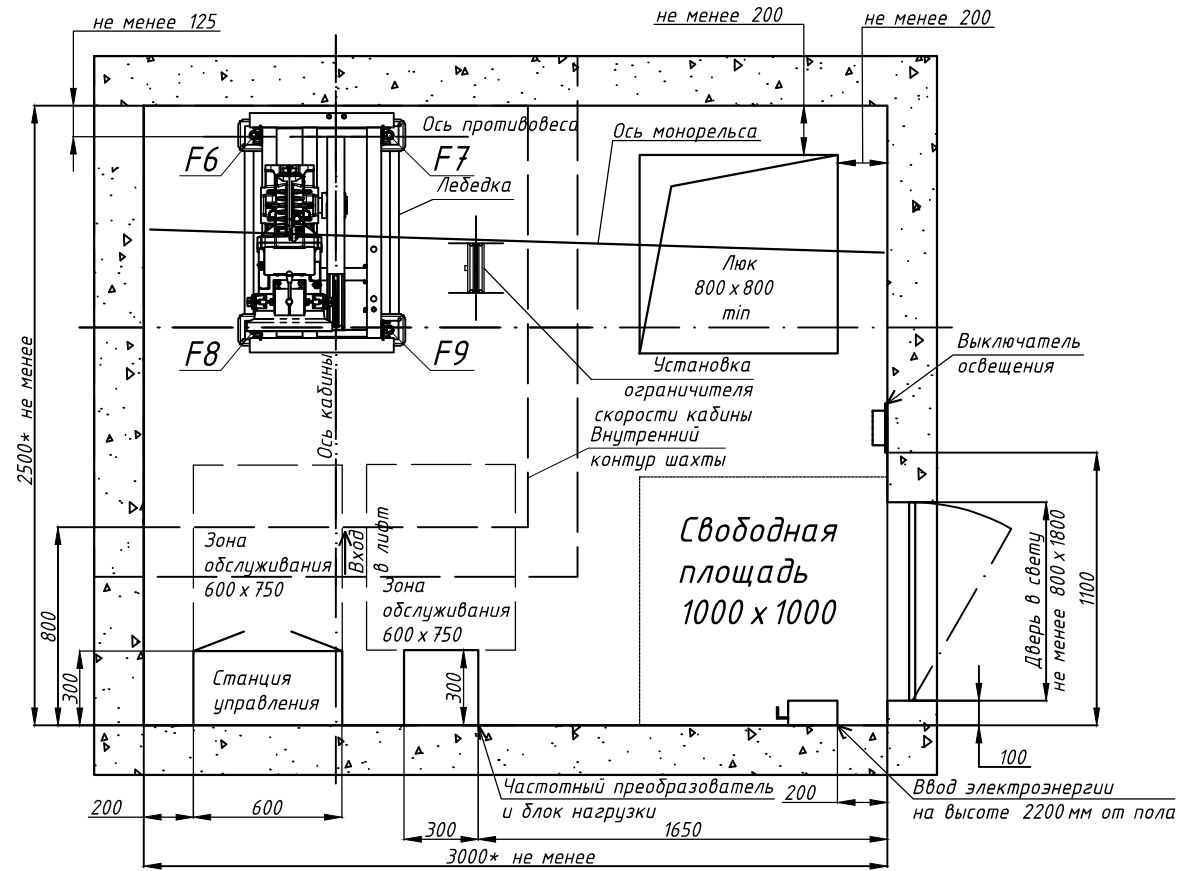 не менее 125
не менее 200
не менее 200
Ось противовеса
Ось монорельса
F6
F7
Лебедка
Люк
800 х 800
min
F8
F9
Выключатель
освещения
Установка
ограничителя
скорости кабины
Ось кабины
2500* не менее
Внутренний
контур шахты
Вход
в лифт
Зона
обслуживания
600 х 750
Зона
обслуживания
600 х 750
Свободная
площадь
1000 х 1000
Дверь в свету
не менее 800 х 1800
1100
800
300
Станция
управления
300
100
Частотный преобразователь
и блок нагрузки
200
Ввод электроэнергии
на высоте 2200 мм от пола
200
600
300
1650
3000* не менее